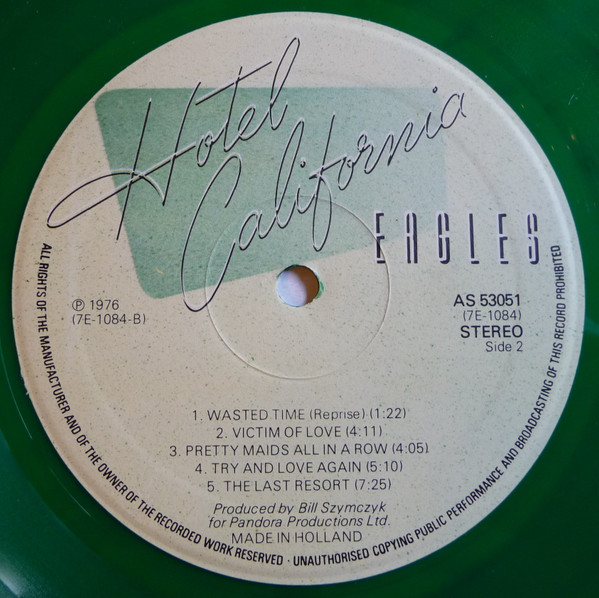 Hotel
California
EAGLES
℗ 1976
(7E-1084-B)
AS 53051
(7E-1084)
STEREO
Side 2
1. WASTED TIME (Reprise) (1:22)
2. VICTIM OF LOVE (4:11)
3. PRETTY MAIDS ALL IN A ROW (4:05)
4. TRY AND LOVE AGAIN (5:10)
5. THE LAST RESORT (7:25)
Produced by Bill Szymczyk
for Pandora Productions Ltd.
MADE IN HOLLAND
ALL RIGHTS OF THE MANUFACTURER AND OF THE OWNER OF THE RECORDED WORK RESERVED · UNAUTHORISED COPYING PUBLIC PERFORMANCE AND BROADCASTING OF THIS RECORD PROHIBITED